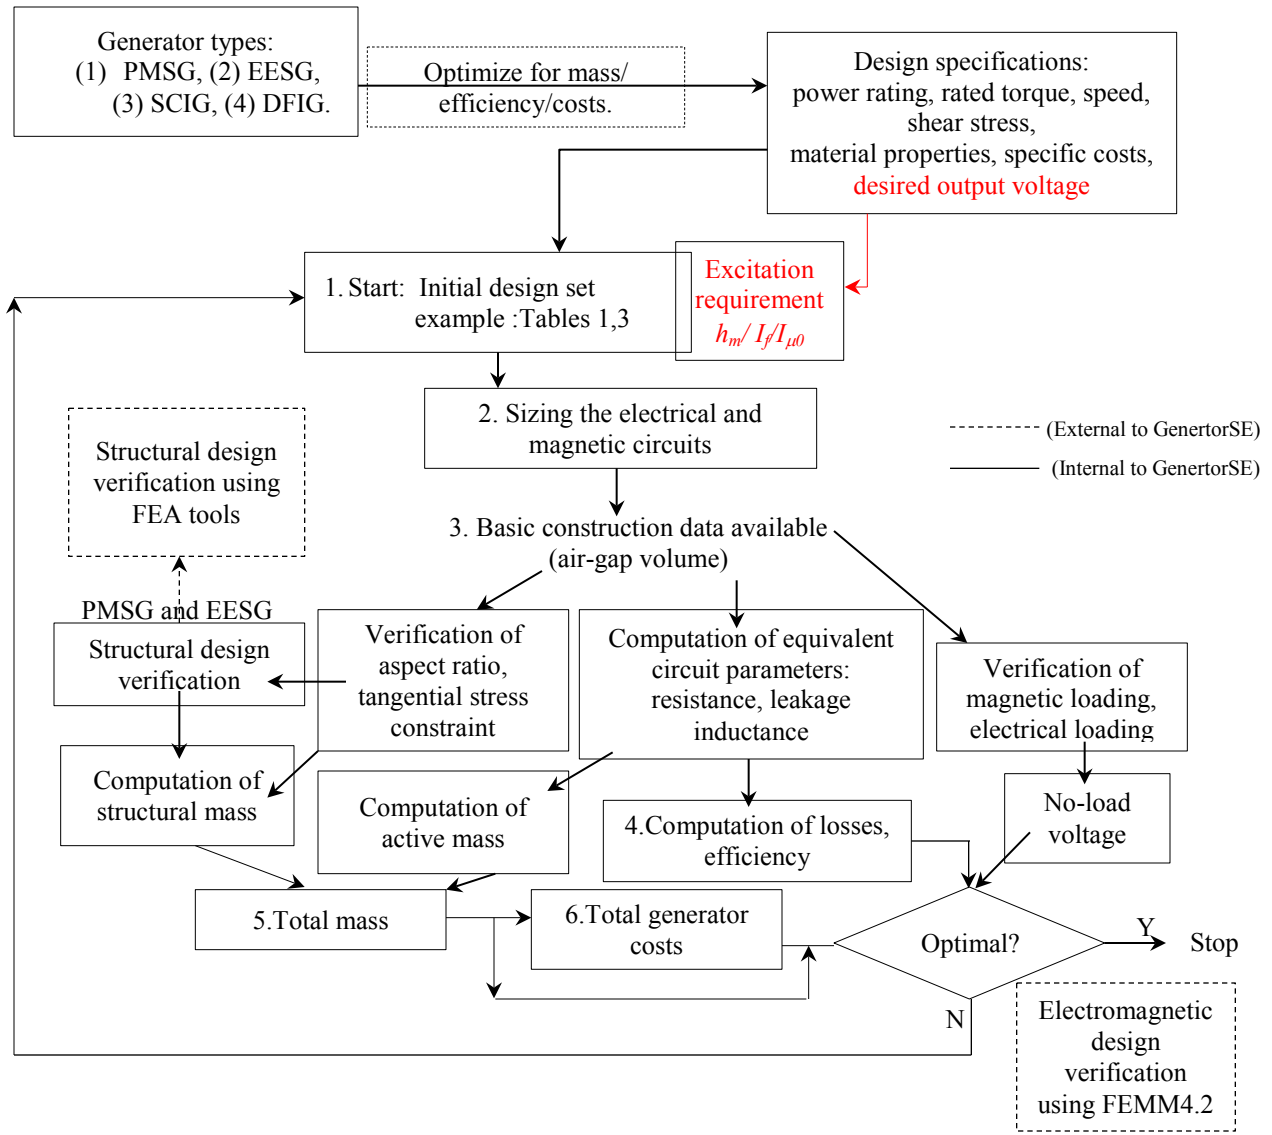 Generator types:
(1) PMSG, (2) EESG,
(3) SCIG, (4) DFIG.
Optimize for mass/
efficiency/costs.
Design specifications:
power rating, rated torque, speed,
shear stress,
material properties, specific costs,
desired output voltage
1. Start: Initial design set
example :Tables 1,3
Excitation
requirement
hm/ If/Iμ0
2. Sizing the electrical and
magnetic circuits
(External to GenertorSE)
(Internal to GenertorSE)
Structural design
verification using
FEA tools
3. Basic construction data available
(air-gap volume)
PMSG and EESG
Structural design
verification
Verification of
aspect ratio,
tangential stress
constraint
Computation of equivalent
circuit parameters:
resistance, leakage
inductance
Verification of
magnetic loading,
electrical loading
Computation of
structural mass
Computation of
active mass
4.Computation of losses,
efficiency
No-load
voltage
5.Total mass
6.Total generator
costs
Optimal?
Y
Stop
N
Electromagnetic
design
verification
using FEMM4.2